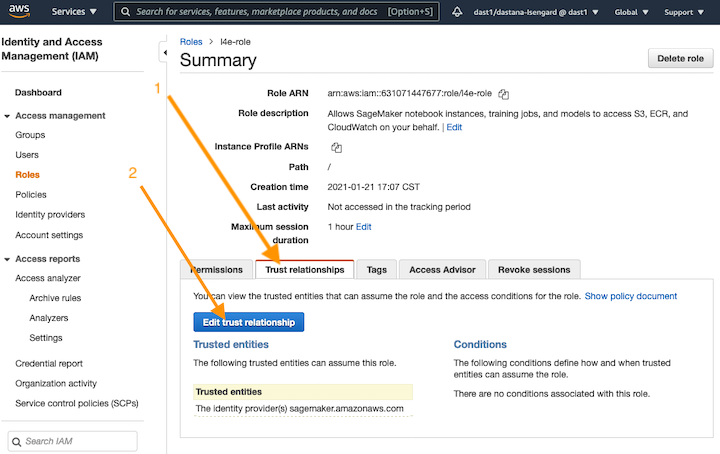 aws
Services
Search for services, features, marketplace products, and docs [Option+S]
dast1/dastana-Isengard @ dast1
Global
Support
Identity and Access
Management (IAM)
Dashboard
Access management
Groups
Users
Roles
Policies
Identity providers
Account settings
Access reports
Access analyzer
Archive rules
Analyzers
Settings
Credential report
Organization activity
Service control policies (SCPs)
Search IAM
Roles > l4e-role
Summary
Delete role
1
2
Role ARN arn:aws:iam::631071447677:role/l4e-role
Role description Allows SageMaker notebook instances, training jobs, and models to access S3, ECR, and
CloudWatch on your behalf. | Edit
Instance Profile ARNs
Path /
Creation time 2021-01-21 17:07 CST
Last activity Not accessed in the tracking period
Maximum session 1 hour Edit
duration
Permissions
Trust relationships
Tags
Access Advisor
Revoke sessions
You can view the trusted entities that can assume the role and the access conditions for the role. Show policy document
Edit trust relationship
Trusted entities
The following trusted entities can assume this role.
Trusted entities
The identity provider(s) sagemaker.amazonaws.com
Conditions
The following conditions define how and when trusted
entities can assume the role.
There are no conditions associated with this role.